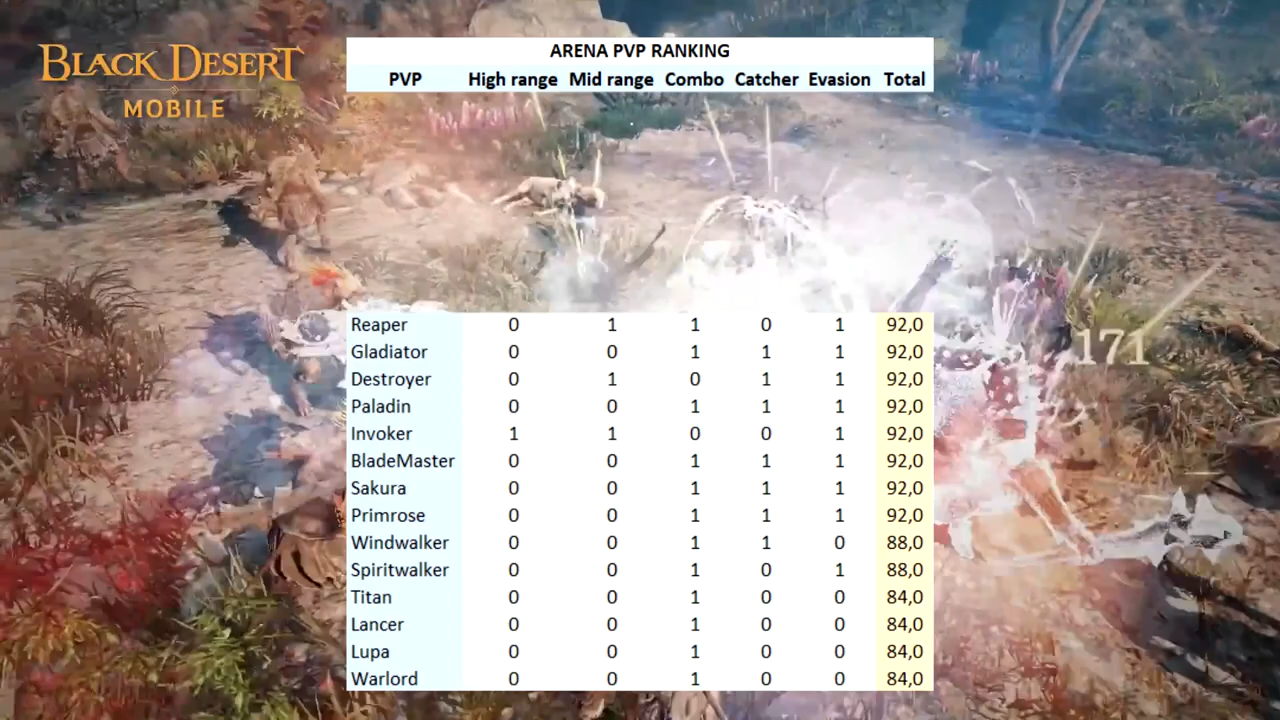 BLACK DESERT
MOBILE
ARENA PVP RANKING
PVP High range Mid range Combo Catcher Evasion Total
Reaper 0 1 1 0 1 92,0
Gladiator 0 0 1 1 1 92,0
Destroyer 0 1 0 1 1 92,0
Paladin 0 0 1 1 1 92,0
Invoker 1 1 0 0 1 92,0
BladeMaster 0 0 1 1 1 92,0
Sakura 0 0 1 1 1 92,0
Primrose 0 0 1 1 1 92,0
Windwalker 0 0 1 1 0 88,0
Spiritwalker 0 0 1 0 1 88,0
Titan 0 0 1 0 0 84,0
Lancer 0 0 1 0 0 84,0
Lupa 0 0 1 0 0 84,0
Warlord 0 0 1 0 0 84,0
171